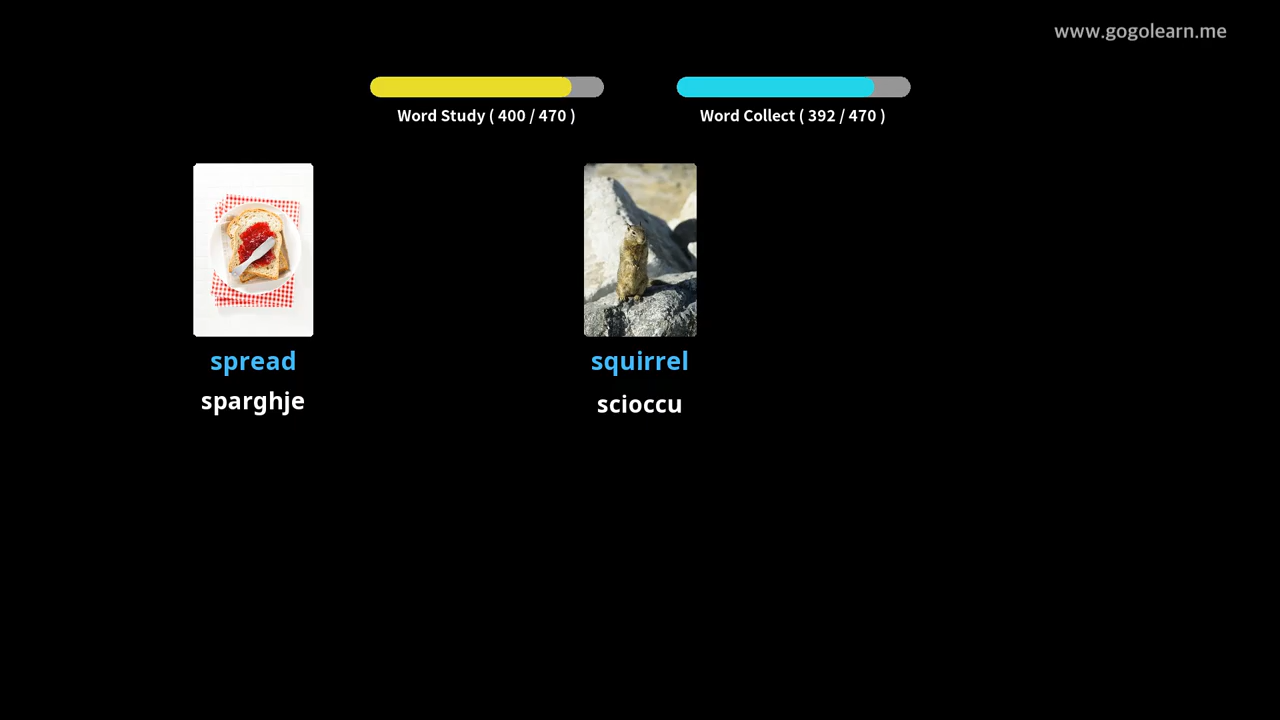 www.gogolearn.me
Word Study ( 400 / 470 )
Word Collect ( 392 / 470 )
spread
sparghje
squirrel
scioccu